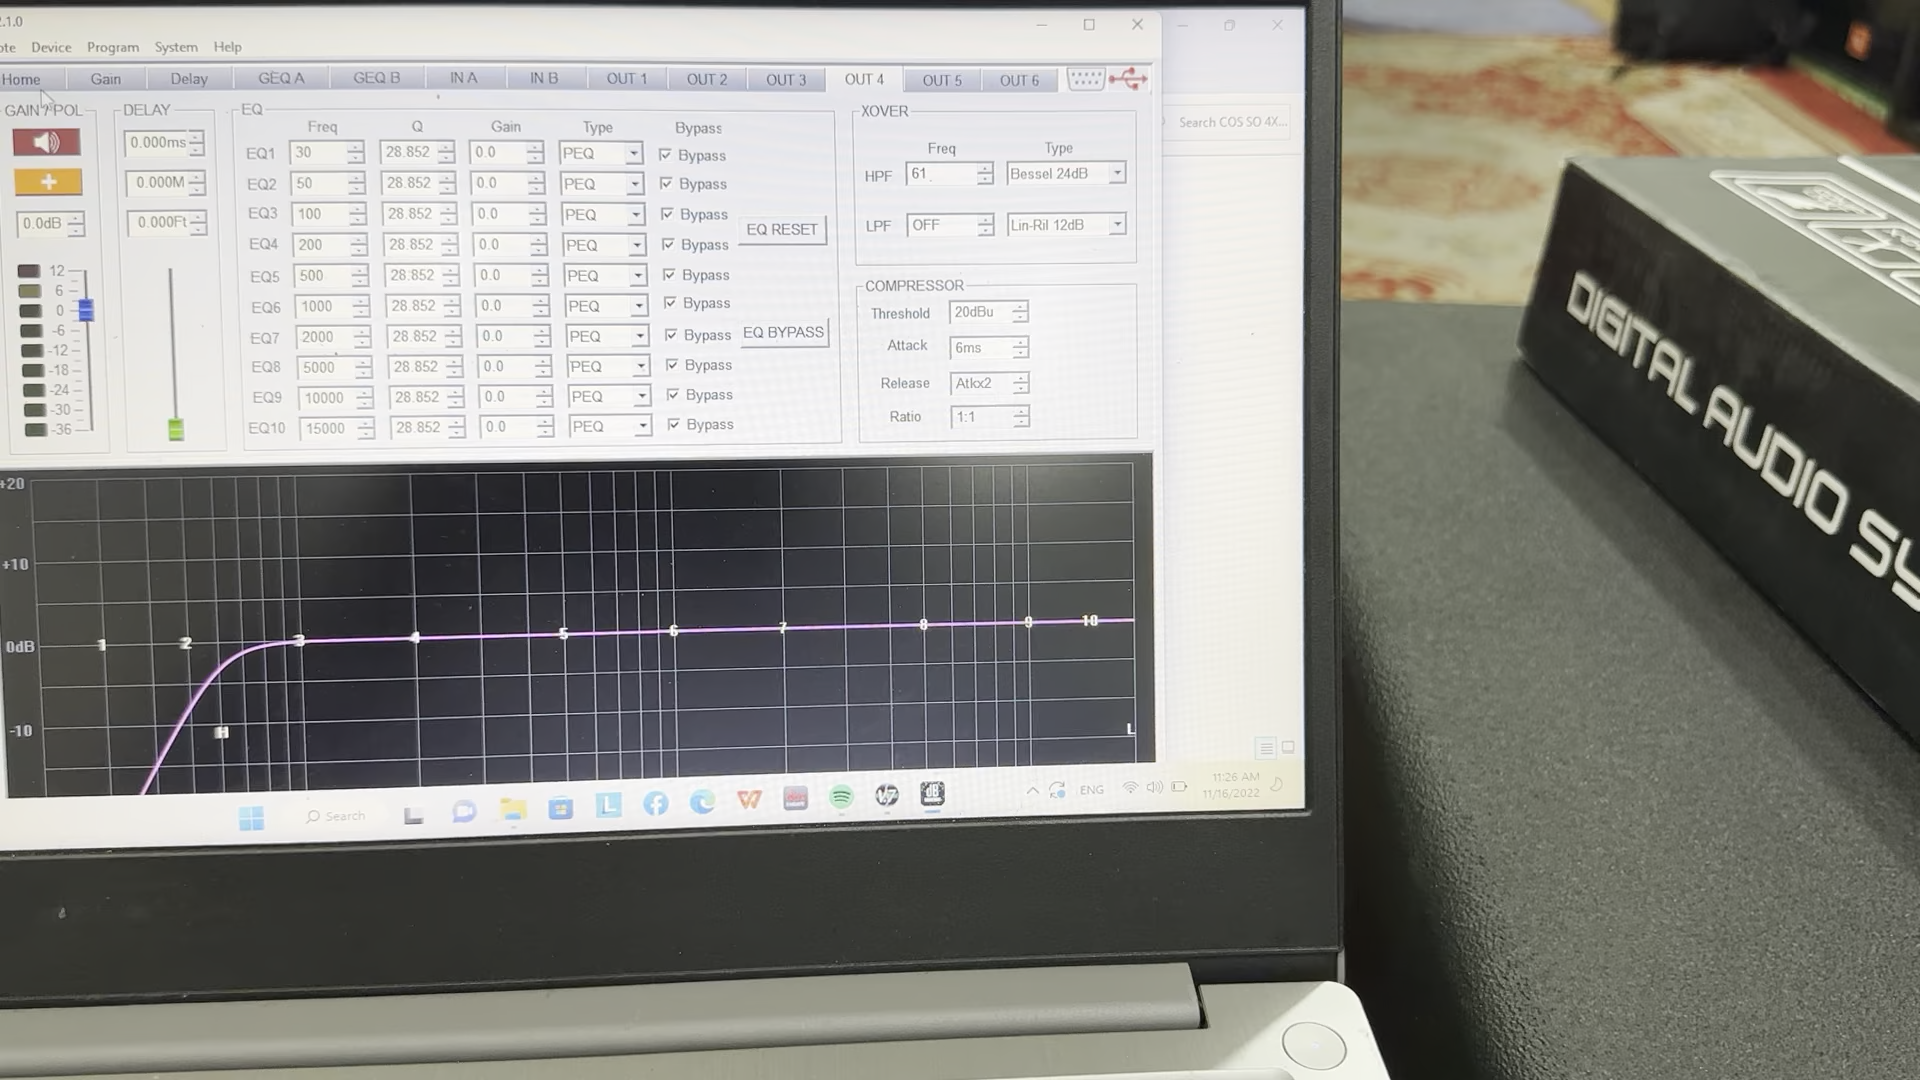 2.1.0
ote Device Program System Help
Home Gain Delay GEQ A GEQ B IN A IN B OUT 1 OUT 2 OUT 3 OUT 4 OUT 5 OUT 6
GAIN / POL DELAY EQ XOVER
Search COS SO 4X...
Freq Q Gain Type Bypass
Freq Type
EQ1 30 28.852 0.0 PEQ Bypass
EQ2 50 28.852 0.0 PEQ Bypass
EQ3 100 28.852 0.0 PEQ Bypass
EQ4 200 28.852 0.0 PEQ Bypass
EQ5 500 28.852 0.0 PEQ Bypass
EQ6 1000 28.852 0.0 PEQ Bypass
EQ7 2000 28.852 0.0 PEQ Bypass
EQ8 5000 28.852 0.0 PEQ Bypass
EQ9 10000 28.852 0.0 PEQ Bypass
EQ10 15000 28.852 0.0 PEQ Bypass
EQ RESET
EQ BYPASS
0.000ms
0.000M
0.000Ft
0.0dB
12
6
0
-6
-12
-18
-24
-30
-36
HPF 61 Bessel 24dB
LPF OFF Lin-Ril 12dB
COMPRESSOR
Threshold 20dBu
Attack 6ms
Release Atkx2
Ratio 1:1
+20
+10
0dB
-10
1 2 3 4 5 6 7 8 9 10
H
L
Search
ENG
11:26 AM
11/16/2022
DIGITAL AUDIO SY